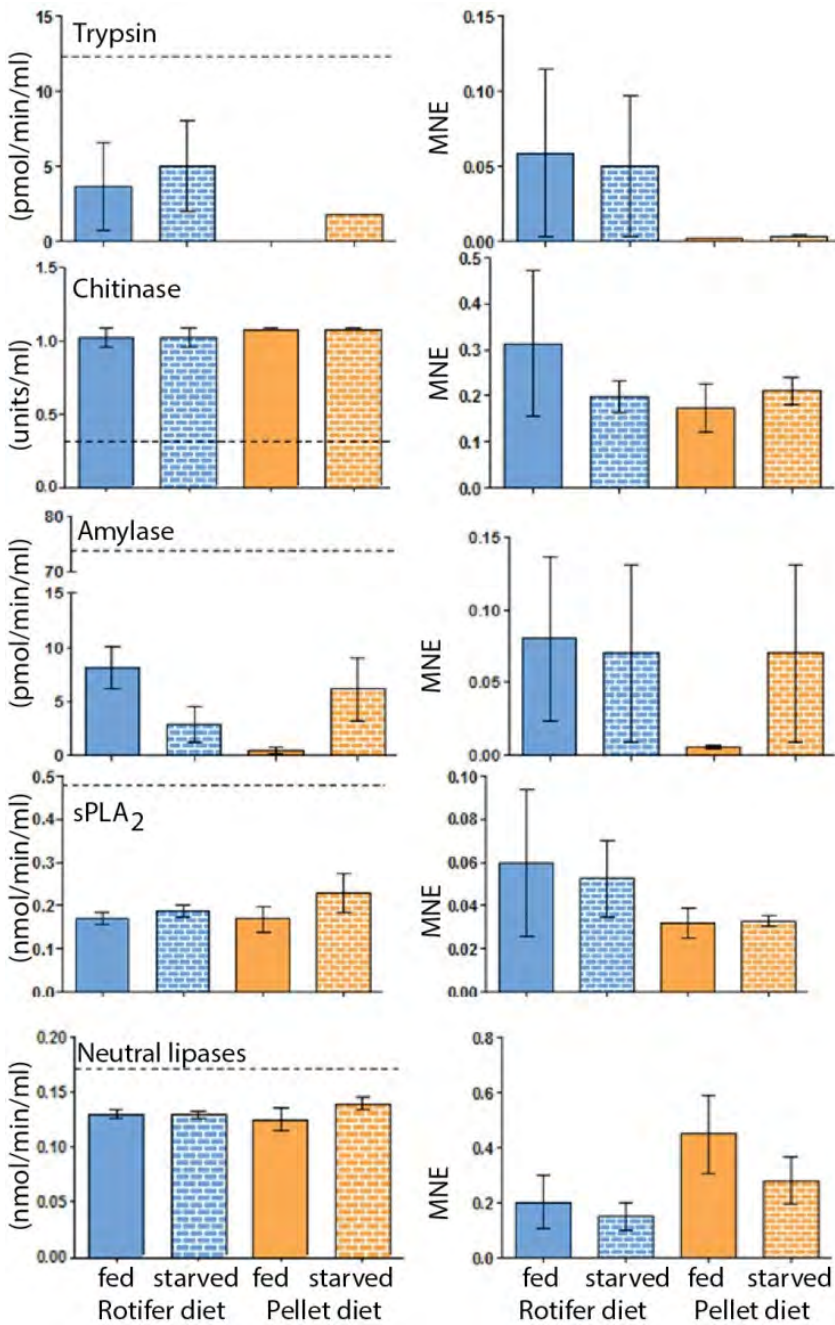 Trypsin
(pmol/min/ml)
15
10
5
0
MNE
0.15
0.10
0.05
0.00
Chitinase
(units/ml)
1.5
1.0
0.5
0.0
MNE
0.5
0.4
0.3
0.2
0.1
0.0
Amylase
(pmol/min/ml)
80
70
15
10
5
0
MNE
0.15
0.10
0.05
0.00
sPLA2
(nmol/min/ml)
0.5
0.4
0.3
0.2
0.1
0.0
MNE
0.10
0.08
0.06
0.04
0.02
0.00
Neutral lipases
(nmol/min/ml)
0.20
0.15
0.10
0.05
0.00
MNE
0.8
0.6
0.4
0.2
0.0
fed starved fed starved
Rotifer diet Pellet diet
fed starved fed starved
Rotifer diet Pellet diet